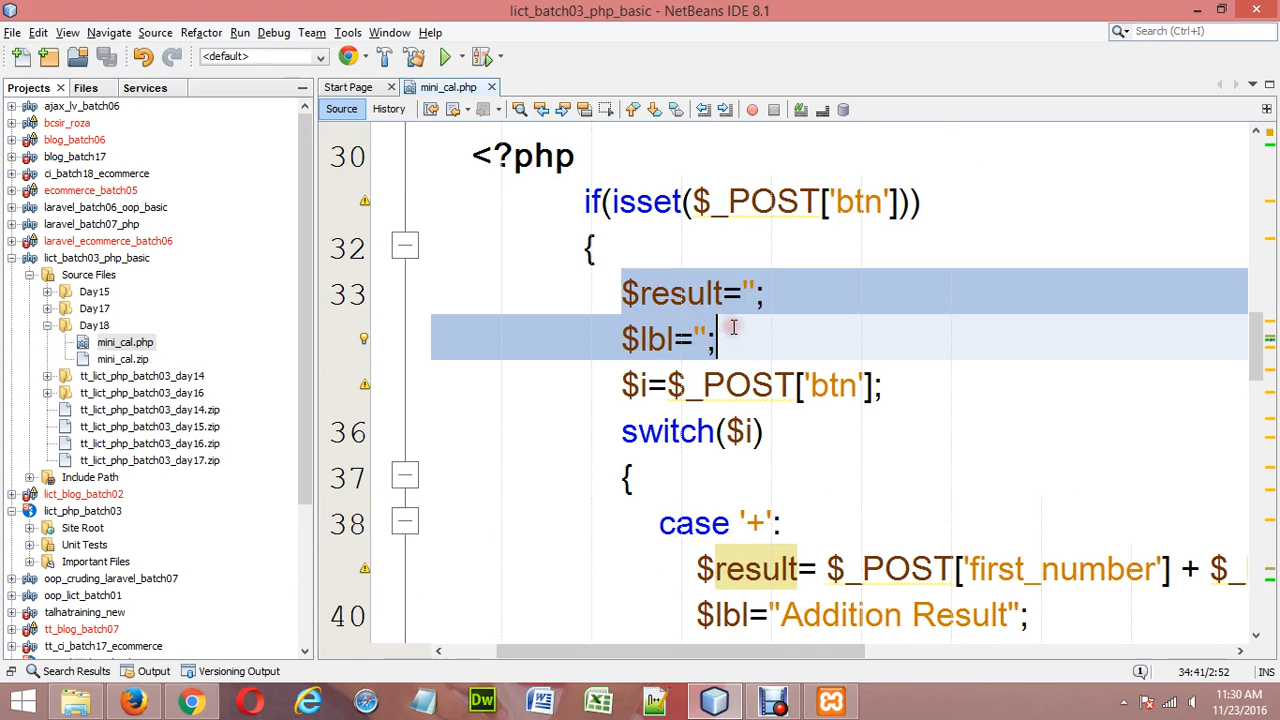 lict_batch03_php_basic - NetBeans IDE 8.1
File Edit View Navigate Source Refactor Run Debug Team Tools Window Help
Search (Ctrl+I)
<default>
Projects Files Services
Start Page mini_cal.php
Source History
ajax_lv_batch06
bcsir_roza
blog_batch06
blog_batch17
ci_batch18_ecommerce
ecommerce_batch05
laravel_batch06_oop_basic
laravel_batch07_php
laravel_ecommerce_batch06
lict_batch03_php_basic
Source Files
Day15
Day17
Day18
mini_cal.php
mini_cal.zip
tt_lict_php_batch03_day14
tt_lict_php_batch03_day16
tt_lict_php_batch03_day14.zip
tt_lict_php_batch03_day15.zip
tt_lict_php_batch03_day16.zip
tt_lict_php_batch03_day17.zip
Include Path
lict_blog_batch02
lict_php_batch03
Site Root
Unit Tests
Important Files
oop_cruding_laravel_batch07
oop_batch01
talhatraining_new
tt_blog_batch07
tt_ci_batch17_ecommerce
30 <?php
if(isset($_POST['btn']))
32 {
33 $result='';
$lbl='';
$i=$_POST['btn'];
36 switch($i)
37 {
38 case '+':
$result= $_POST['first_number'] + $_
40 $lbl="Addition Result";
Search Results Output Versioning Output
34:41/2:52 INS
11:30 AM
11/23/2016